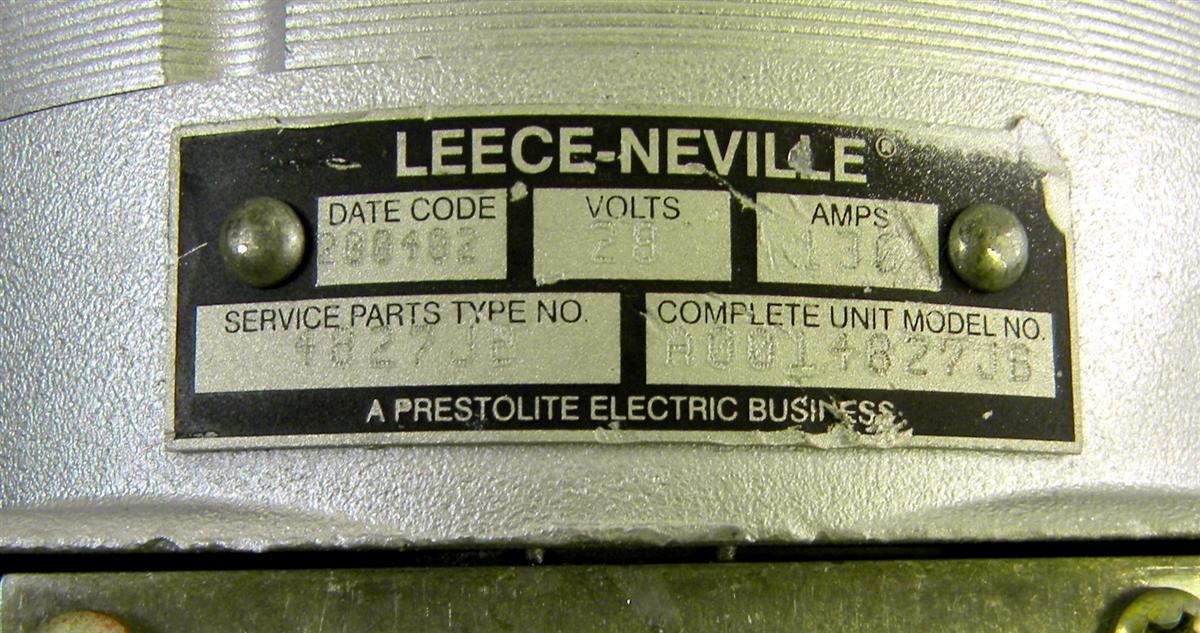 LEECE-NEVILLE®
DATE CODE VOLTS AMPS
200402 28
SERVICE PARTS TYPE NO. COMPLETE UNIT MODEL NO.
4827JB A0014827JB
A PRESTOLITE ELECTRIC BUSINESS